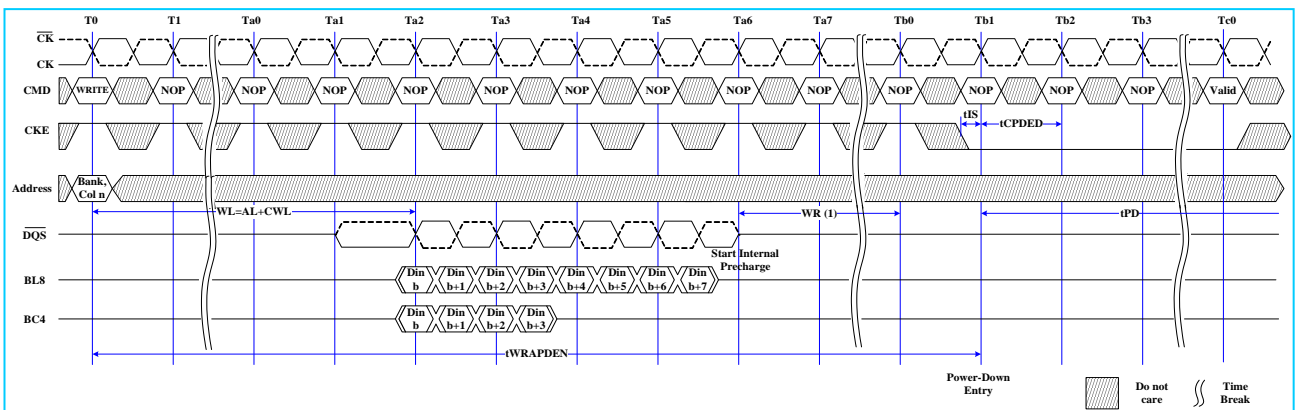 T0 T1 Ta0 Ta1 Ta2 Ta3 Ta4 Ta5 Ta6 Ta7 Tb0 Tb1 Tb2 Tb3 Tc0
CK
CK
CMD WRITE NOP NOP NOP NOP NOP NOP NOP NOP NOP NOP NOP NOP NOP Valid
tIS
CKE tCPDED
Address Bank, Col n
WL=AL+CWL WR (1) tPD
DQS
Start Internal
Precharge
BL8 Din b Din b+1 Din b+2 Din b+3 Din b+4 Din b+5 Din b+6 Din b+7
BC4 Din b Din b+1 Din b+2 Din b+3
tWRAPDEN
Power-Down
Entry
Do not
care
Time
Break